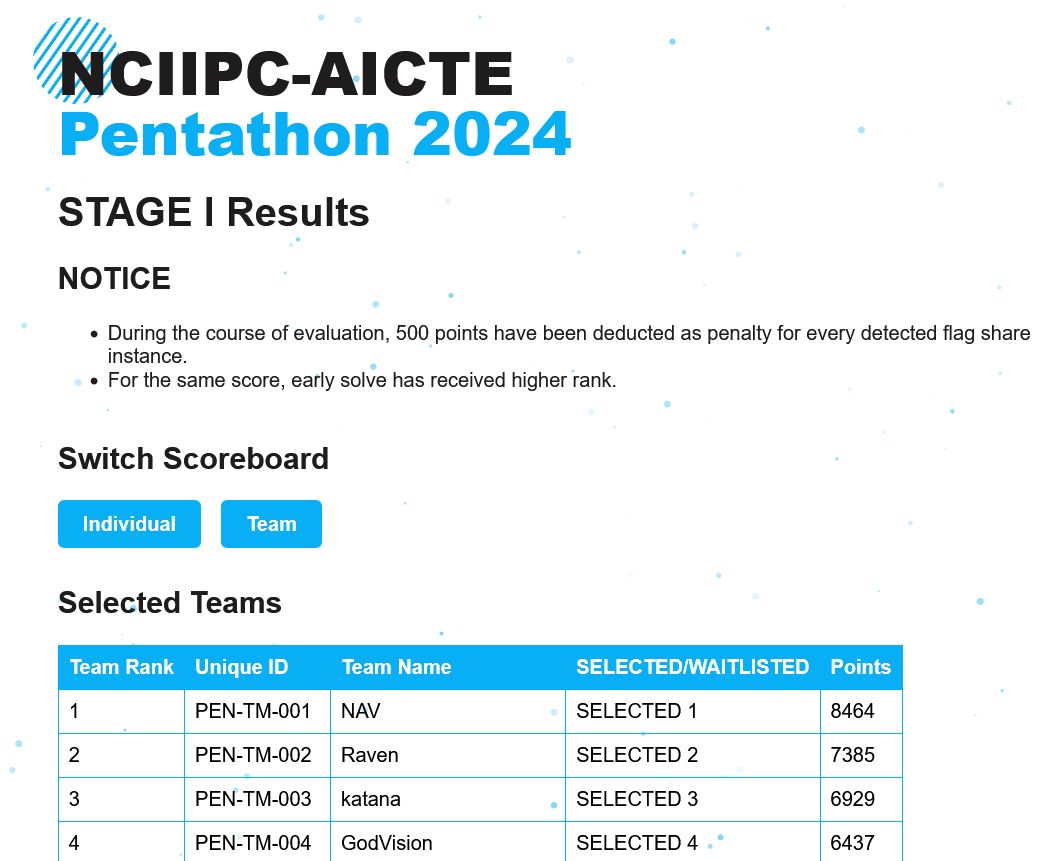 NCIIPC-AICTE
Pentathon 2024
STAGE I Results
NOTICE
• During the course of evaluation, 500 points have been deducted as penalty for every detected flag share
instance.
• For the same score, early solve has received higher rank.
Switch Scoreboard
Individual Team
Selected Teams
Team Rank Unique ID Team Name SELECTED/WAITLISTED Points
1 PEN-TM-001 NAV SELECTED 1 8464
2 PEN-TM-002 Raven SELECTED 2 7385
3 PEN-TM-003 katana SELECTED 3 6929
4 PEN-TM-004 GodVision SELECTED 4 6437